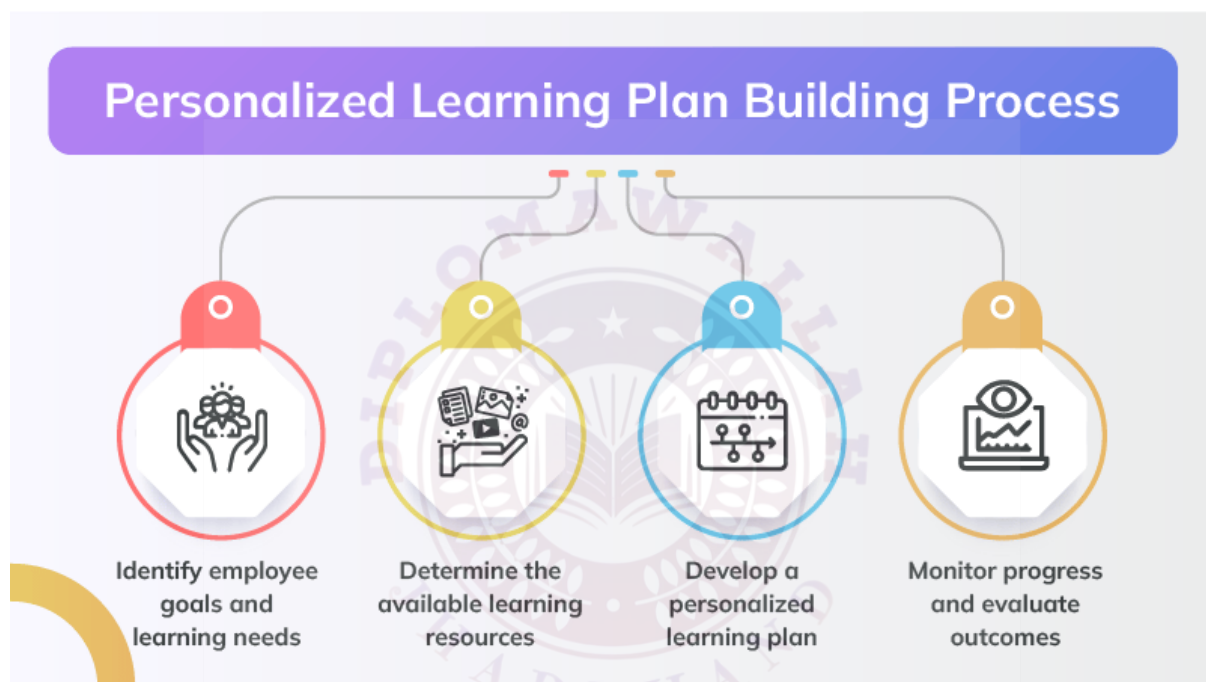 Personalized Learning Plan Building Process
DIPLOMAWALLAH
Identify employee
goals and
learning needs
Determine the
available learning
resources
Develop a
personalized
learning plan
Monitor progress
and evaluate
outcomes